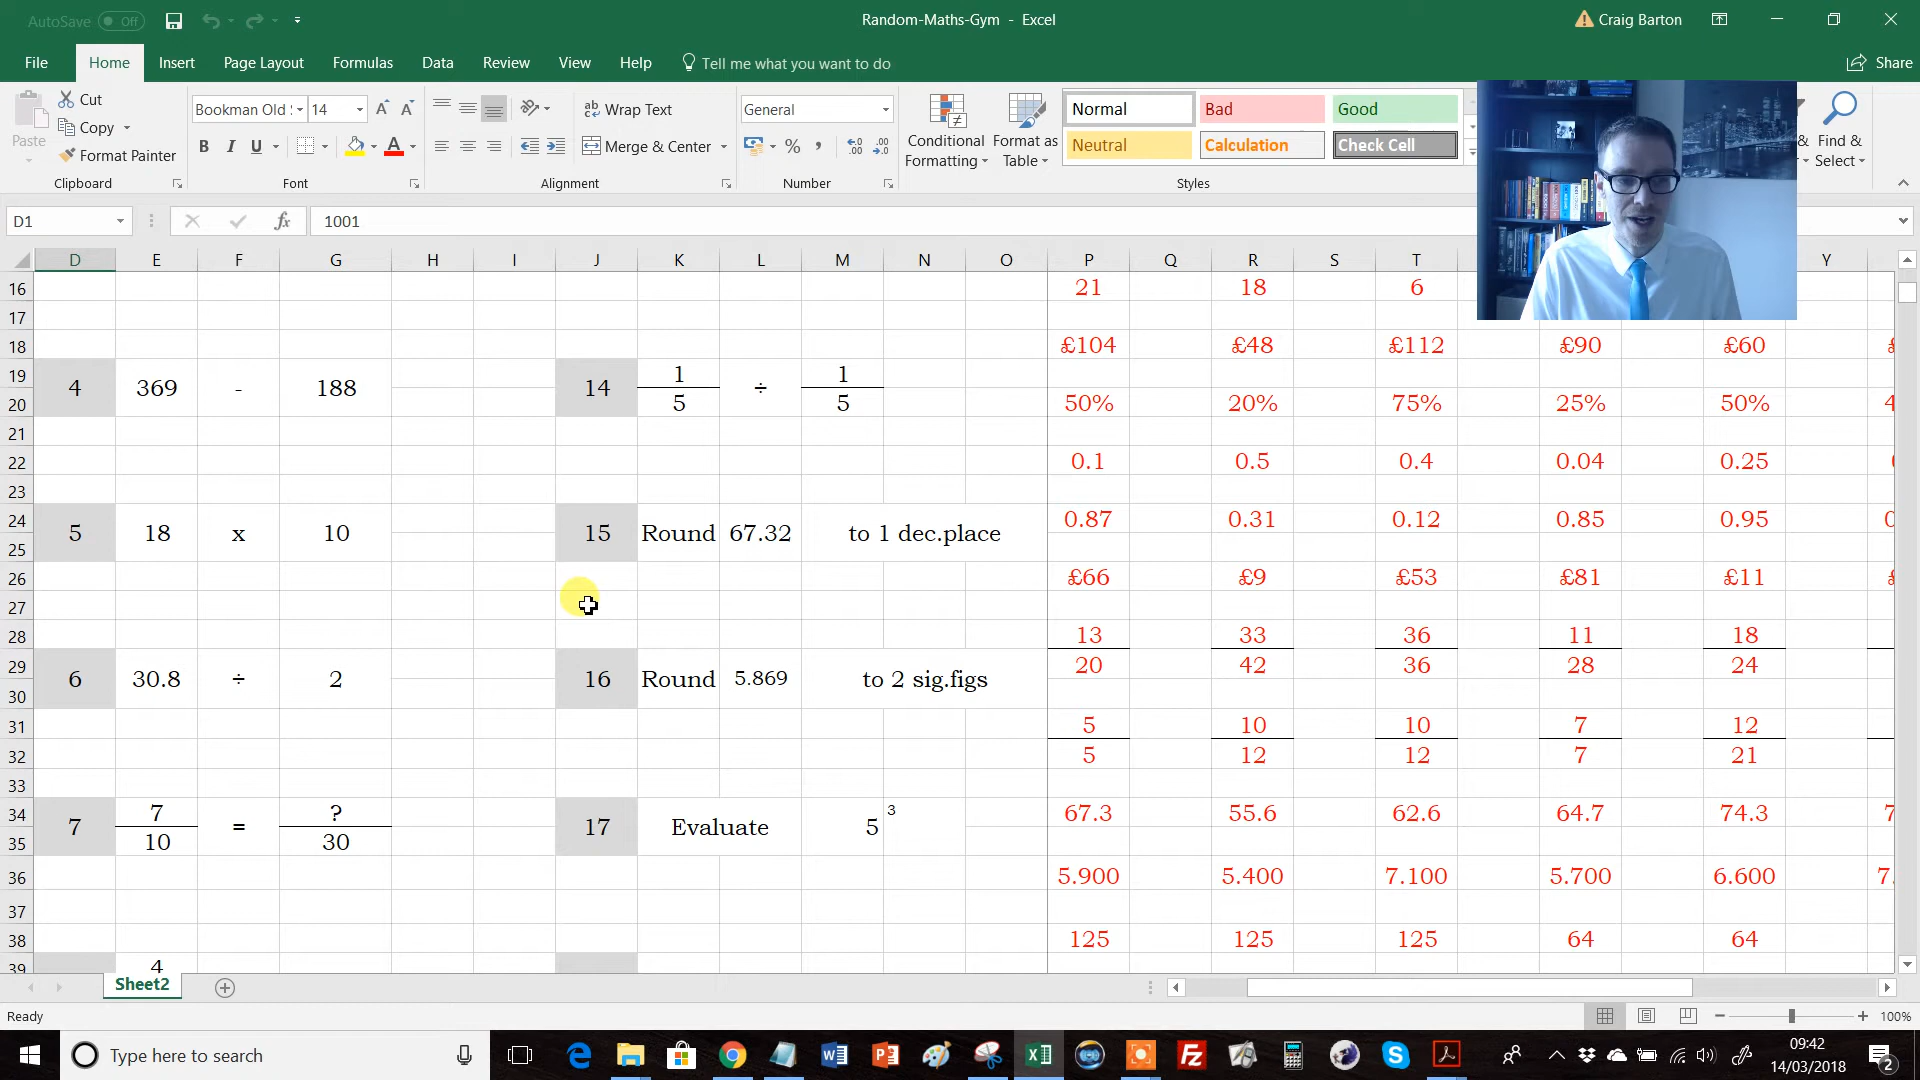 AutoSave Off
Random-Maths-Gym - Excel
Craig Barton
File Home Insert Page Layout Formulas Data Review View Help Tell me what you want to do Share
Paste Cut
Copy
Format Painter
Clipboard
Bookman Old 14
B I U A
Font
Wrap Text
Merge & Center
Alignment
General
%
Number
Conditional Formatting
Format as Table
Normal Bad Good
Neutral Calculation Check Cell
Styles
& Find & Select
D1 fx 1001
D E F G H I J K L M N O P Q R S T Y
16 21 18 6
17
18 £104 £48 £112 £90 £60
19 4 369 - 188 14 1 ÷ 1
20 5 5 50% 20% 75% 25% 50% 4
21
22 0.1 0.5 0.4 0.04 0.25
23
24 5 18 x 10 15 Round 67.32 to 1 dec.place 0.87 0.31 0.12 0.85 0.95
25
26 £66 £9 £53 £81 £11
27
28 13 33 36 11 18
29 6 30.8 ÷ 2 16 Round 5.869 to 2 sig.figs 20 42 36 28 24
30
31 5 10 10 7 12
32 5 12 12 7 21
33
34 7 7 = ? 17 Evaluate 5 3 67.3 55.6 62.6 64.7 74.3
35 10 30
36 5.900 5.400 7.100 5.700 6.600 7.
37
38 125 125 125 64 64
39 4
Sheet2
Ready
100%
Type here to search
09:42
14/03/2018
2